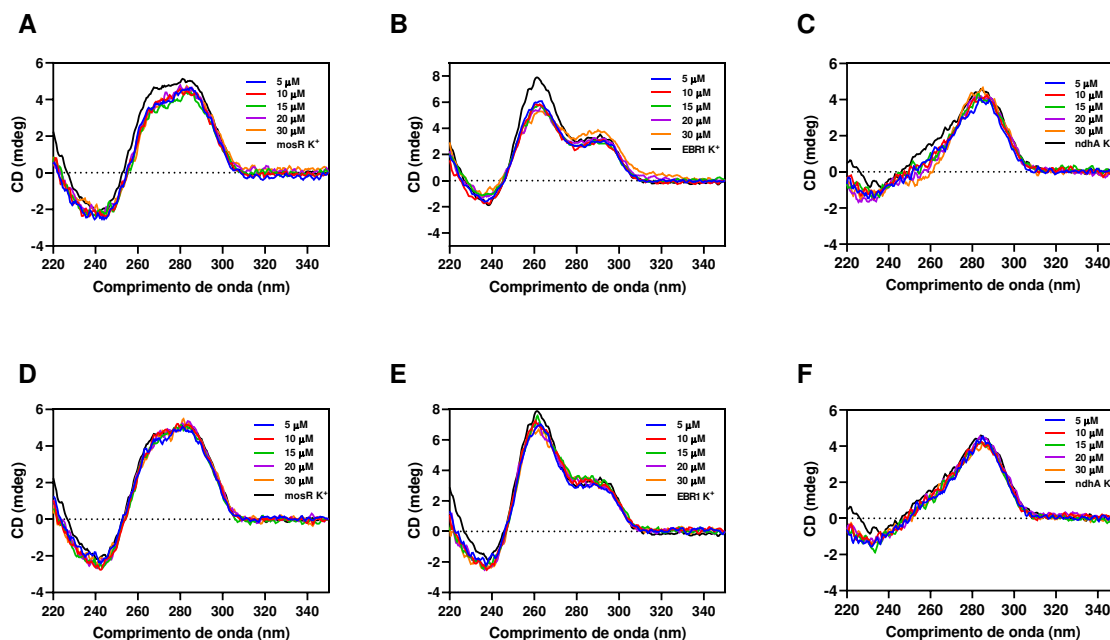 A
B
C
6
4
2
0
-2
-4
CD (mdeg)
220 240 260 280 300 320 340
Comprimento de onda (nm)
5 µM
10 µM
15 µM
20 µM
30 µM
mosR K⁺
8
6
4
2
0
-2
-4
CD (mdeg)
220 240 260 280 300 320 340
Comprimento de onda (nm)
5 µM
10 µM
15 µM
20 µM
30 µM
EBR1 K⁺
6
4
2
0
-2
-4
CD (mdeg)
220 240 260 280 300 320 340
Comprimento de onda (nm)
5 µM
10 µM
15 µM
20 µM
30 µM
ndhA K
D
E
F
6
4
2
0
-2
-4
CD (mdeg)
220 240 260 280 300 320 340
Comprimento de onda (nm)
5 µM
10 µM
15 µM
20 µM
30 µM
mosR K⁺
8
6
4
2
0
-2
-4
CD (mdeg)
220 240 260 280 300 320 340
Comprimento de onda (nm)
5 µM
10 µM
15 µM
20 µM
30 µM
EBR1 K⁺
6
4
2
0
-2
-4
CD (mdeg)
220 240 260 280 300 320 340
Comprimento de onda (nm)
5 µM
10 µM
15 µM
20 µM
30 µM
ndhA K